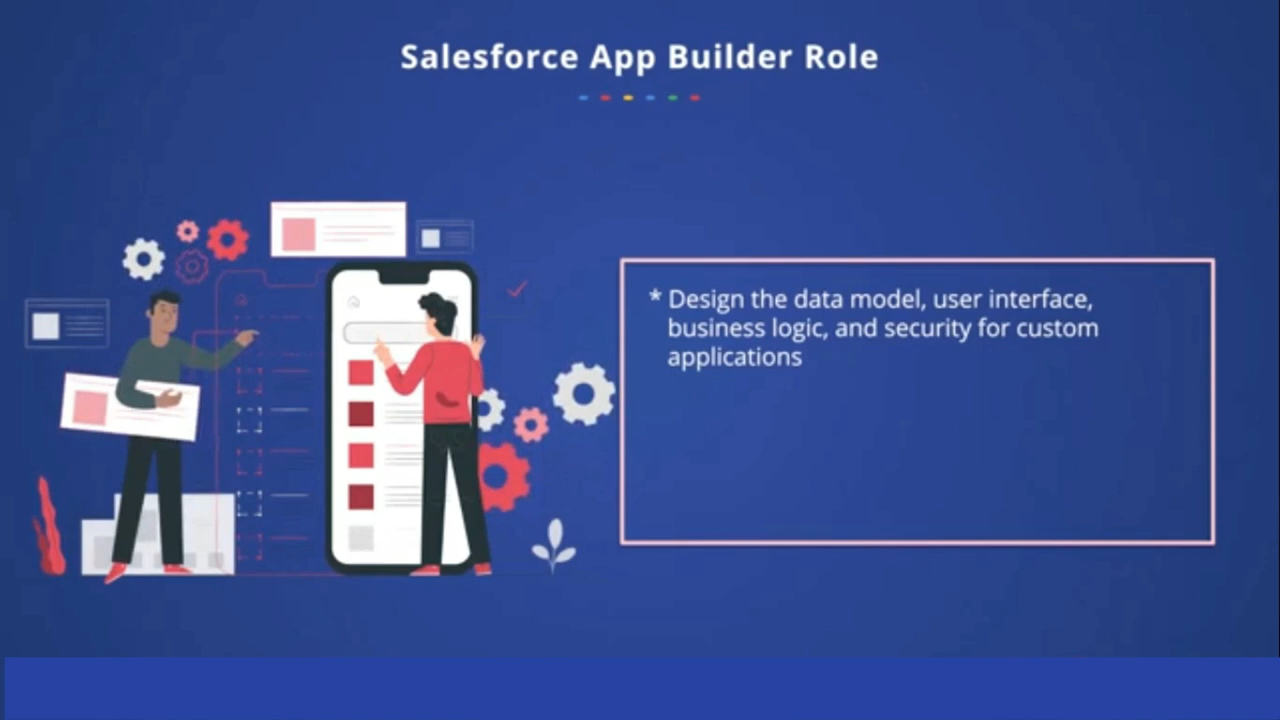 Salesforce App Builder Role
* Design the data model, user interface,
business logic, and security for custom
applications